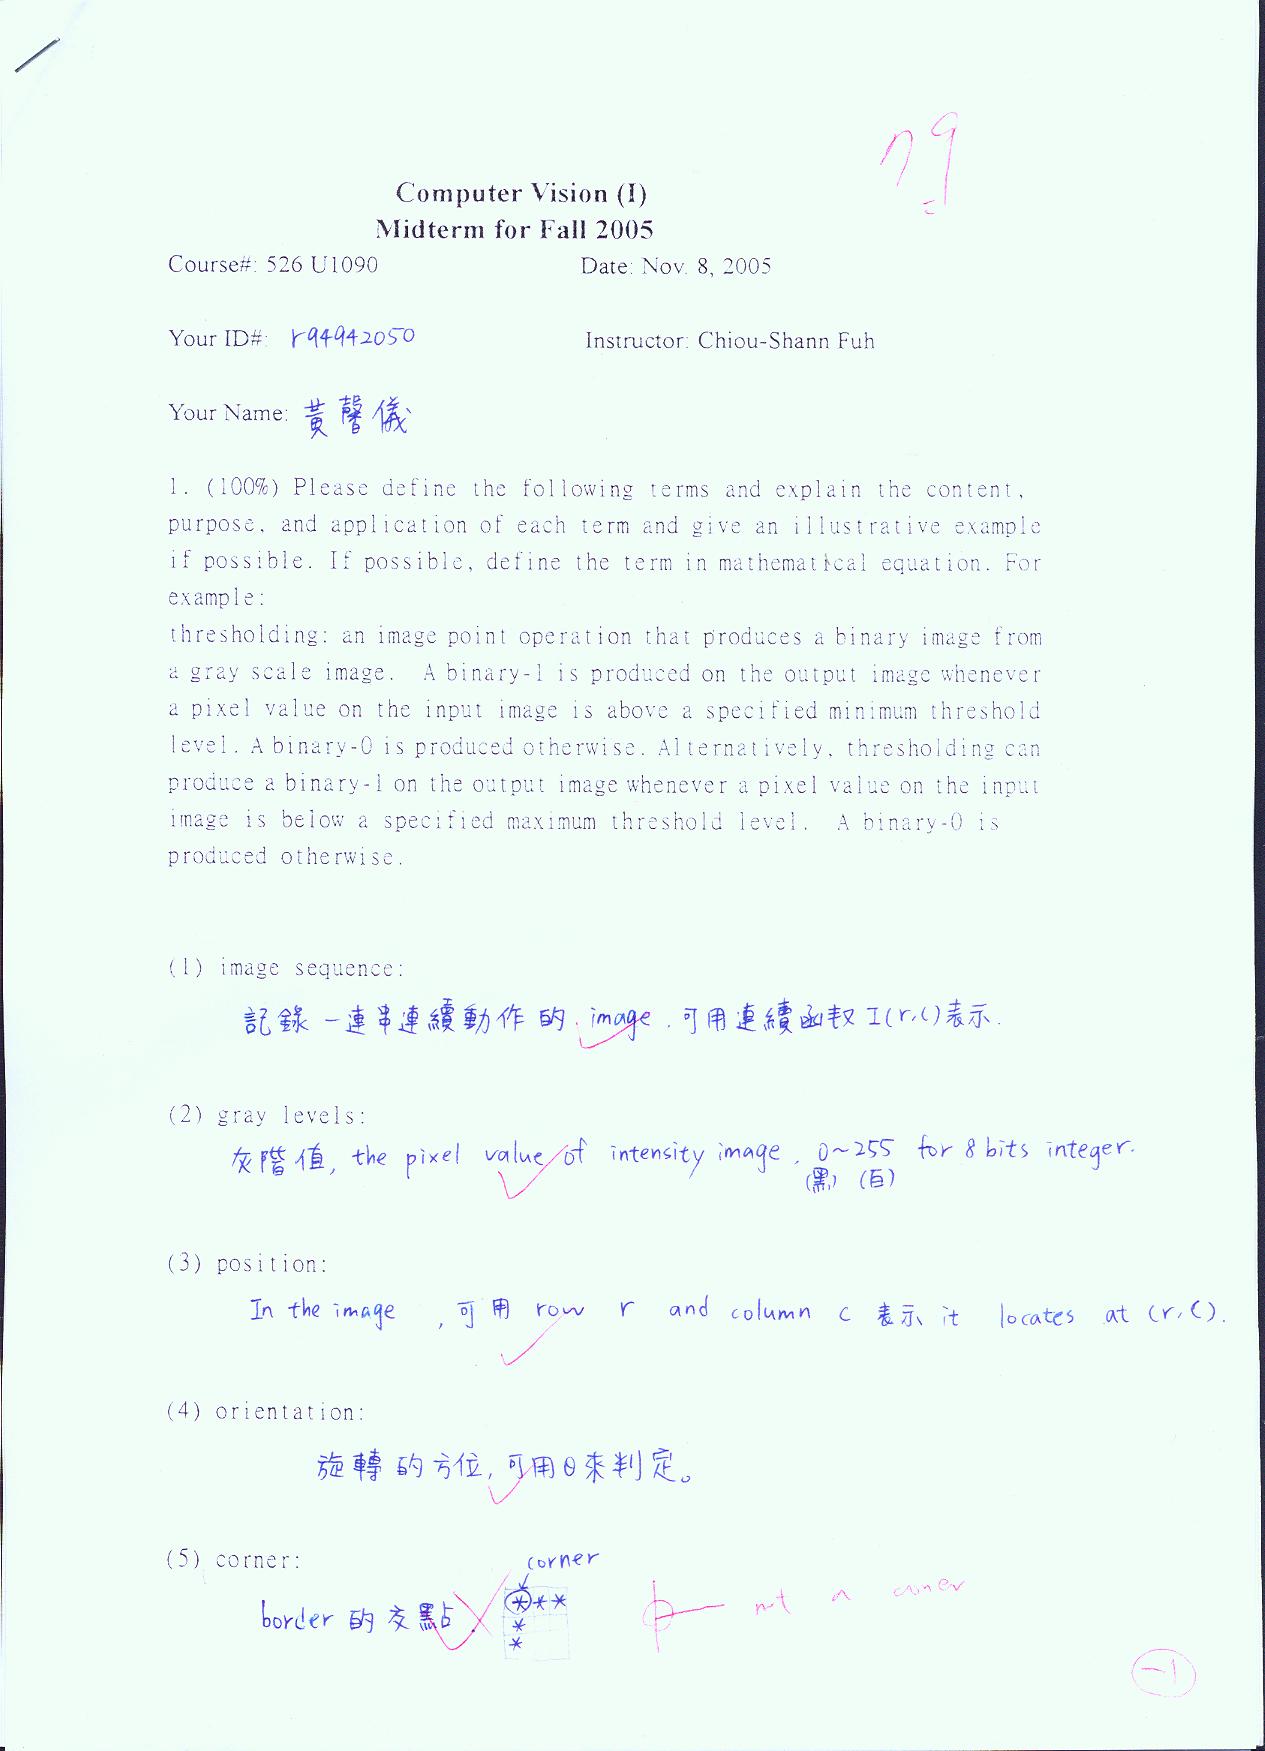 79
Computer Vision (I)
Midterm for Fall 2005
Course#: 526 U1090 Date: Nov. 8, 2005
Your ID#: r94942050 Instructor: Chiou-Shann Fuh
Your Name: 黃馨儀
1. (100%) Please define the following terms and explain the content,
purpose, and application of each term and give an illustrative example
if possible. If possible, define the term in mathematical equation. For
example:
thresholding: an image point operation that produces a binary image from
a gray scale image. A binary-1 is produced on the output image whenever
a pixel value on the input image is above a specified minimum threshold
level. A binary-0 is produced otherwise. Alternatively, thresholding can
produce a binary-1 on the output image whenever a pixel value on the input
image is below a specified maximum threshold level. A binary-0 is
produced otherwise.
(1) image sequence:
記錄一連串連續動作的 image. 可用連續函数 I(r,c)表示.
(2) gray levels:
灰階值, the pixel value of intensity image. 0~255 for 8 bits integer.
(黑) (白)
(3) position:
In the image , 可用 row r and column c 表示 it locates at (r,c).
(4) orientation:
旋轉的方位, 可用θ來判定。
(5) corner:
corner
border 的交點. * * *
*
*
not a corner
-1